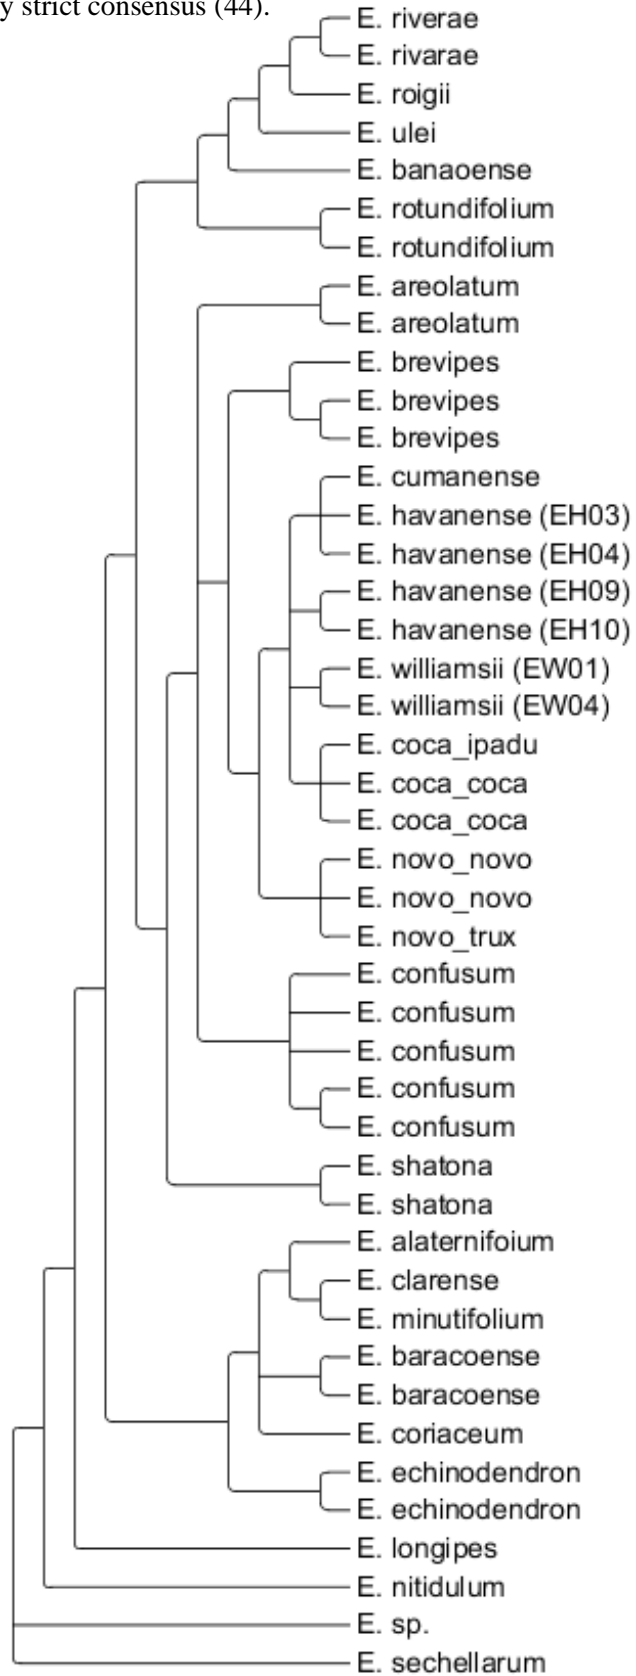 y strict consensus (44).
E. riverae
E. rivarae
E. roigii
E. ulei
E. banaoense
E. rotundifolium
E. rotundifolium
E. areolatum
E. areolatum
E. brevipes
E. brevipes
E. brevipes
E. cumanense
E. havanense (EH03)
E. havanense (EH04)
E. havanense (EH09)
E. havanense (EH10)
E. williamsii (EW01)
E. williamsii (EW04)
E. coca_ipadu
E. coca_coca
E. coca_coca
E. novo_novo
E. novo_novo
E. novo_trux
E. confusum
E. confusum
E. confusum
E. confusum
E. confusum
E. shatona
E. shatona
E. alaternifoium
E. clarense
E. minutifolium
E. baracoense
E. baracoense
E. coriaceum
E. echinodendron
E. echinodendron
E. longipes
E. nitidulum
E. sp.
E. sechellarum